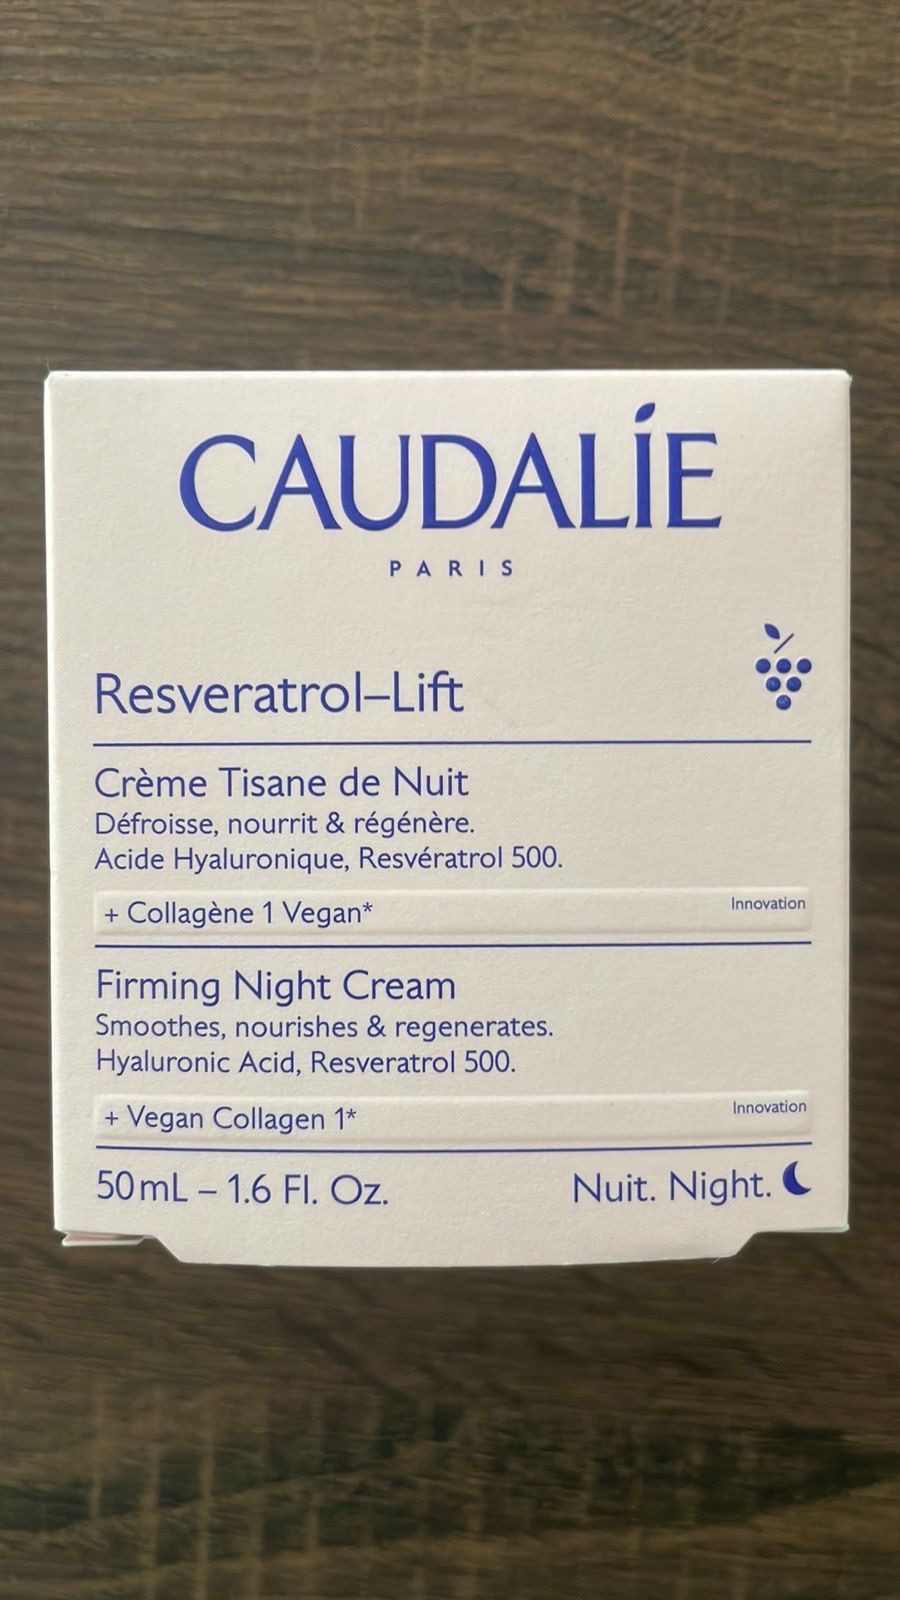 CAUDALÍE
PARIS
Resveratrol–Lift
Crème Tisane de Nuit
Défroisse, nourrit & régénère.
Acide Hyaluronique, Resvératrol 500.
+ Collagène 1 Vegan* Innovation
Firming Night Cream
Smoothes, nourishes & regenerates.
Hyaluronic Acid, Resveratrol 500.
+ Vegan Collagen 1* Innovation
50 mL – 1.6 Fl. Oz. Nuit. Night.